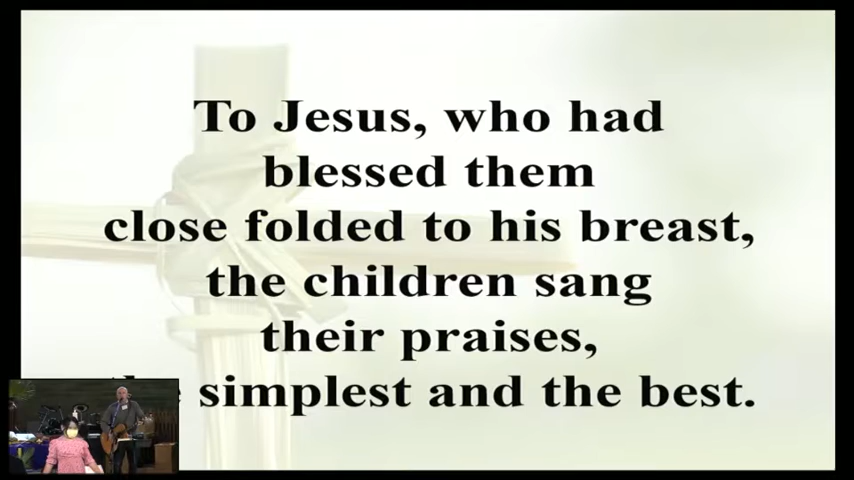 To Jesus, who had
blessed them
close folded to his breast,
the children sang
their praises,
simplest and the best.